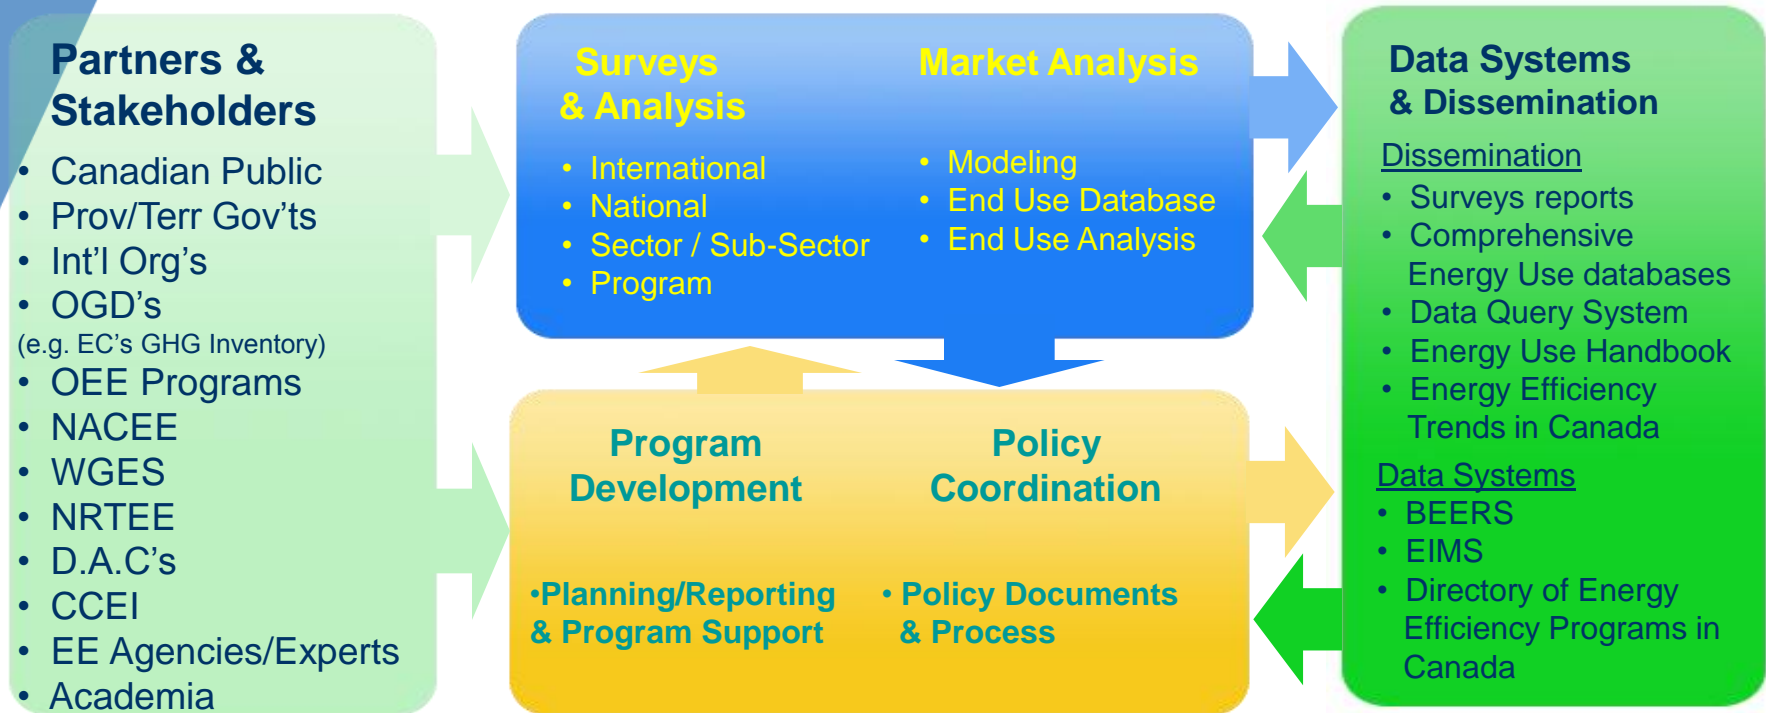 Partners &
Stakeholders
• Canadian Public
• Prov/Terr Gov'ts
• Int'l Org's
• OGD's
(e.g. EC's GHG Inventory)
• OEE Programs
• NACEE
• WGES
• NRTEE
• D.A.C's
• CCEI
• EE Agencies/Experts
• Academia
Surveys
& Analysis
• International
• National
• Sector / Sub-Sector
• Program
Market Analysis
• Modeling
• End Use Database
• End Use Analysis
Program
Development
•Planning/Reporting
& Program Support
Policy
Coordination
• Policy Documents
& Process
Data Systems
& Dissemination
Dissemination
• Surveys reports
• Comprehensive
Energy Use databases
• Data Query System
• Energy Use Handbook
• Energy Efficiency
Trends in Canada
Data Systems
• BEERS
• EIMS
• Directory of Energy
Efficiency Programs in
Canada